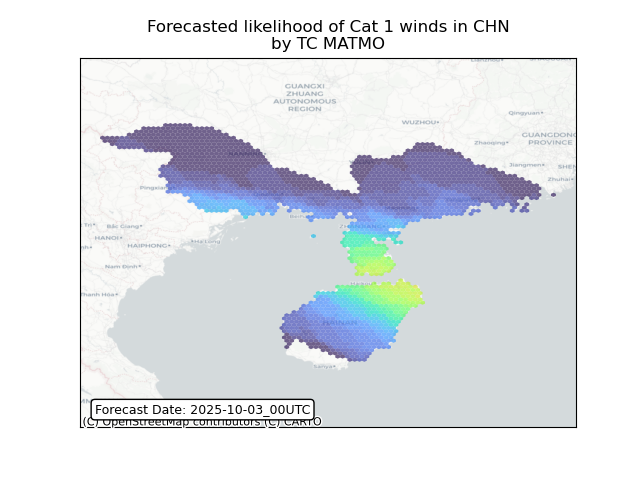 Forecasted likelihood of Cat 1 winds in CHN
by TC MATMO
GUANGXI
ZHUANG
AUTONOMOUS
REGION
WUZHOU
Qingyuan
Zhaoqing
GUANGDONG
PROVINCE
Jiangmen
SHEN
Zhuhai
Pingxiang
Bắc Giang
HANOI
HAIPHONG
Hạ Long
Nam Định
Thanh Hóa
HAINAN
Sanya
Forecast Date: 2025-10-03_00UTC
(C) OpenStreetMap contributors (C) CARTO